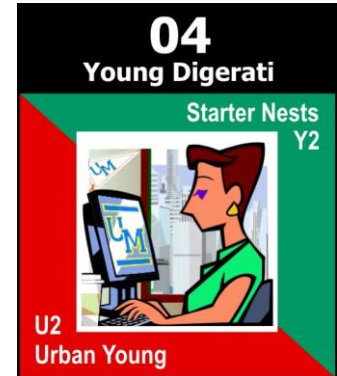 04
Young Digerati
Starter Nests
Y2
UM
UM
U2
Urban Young